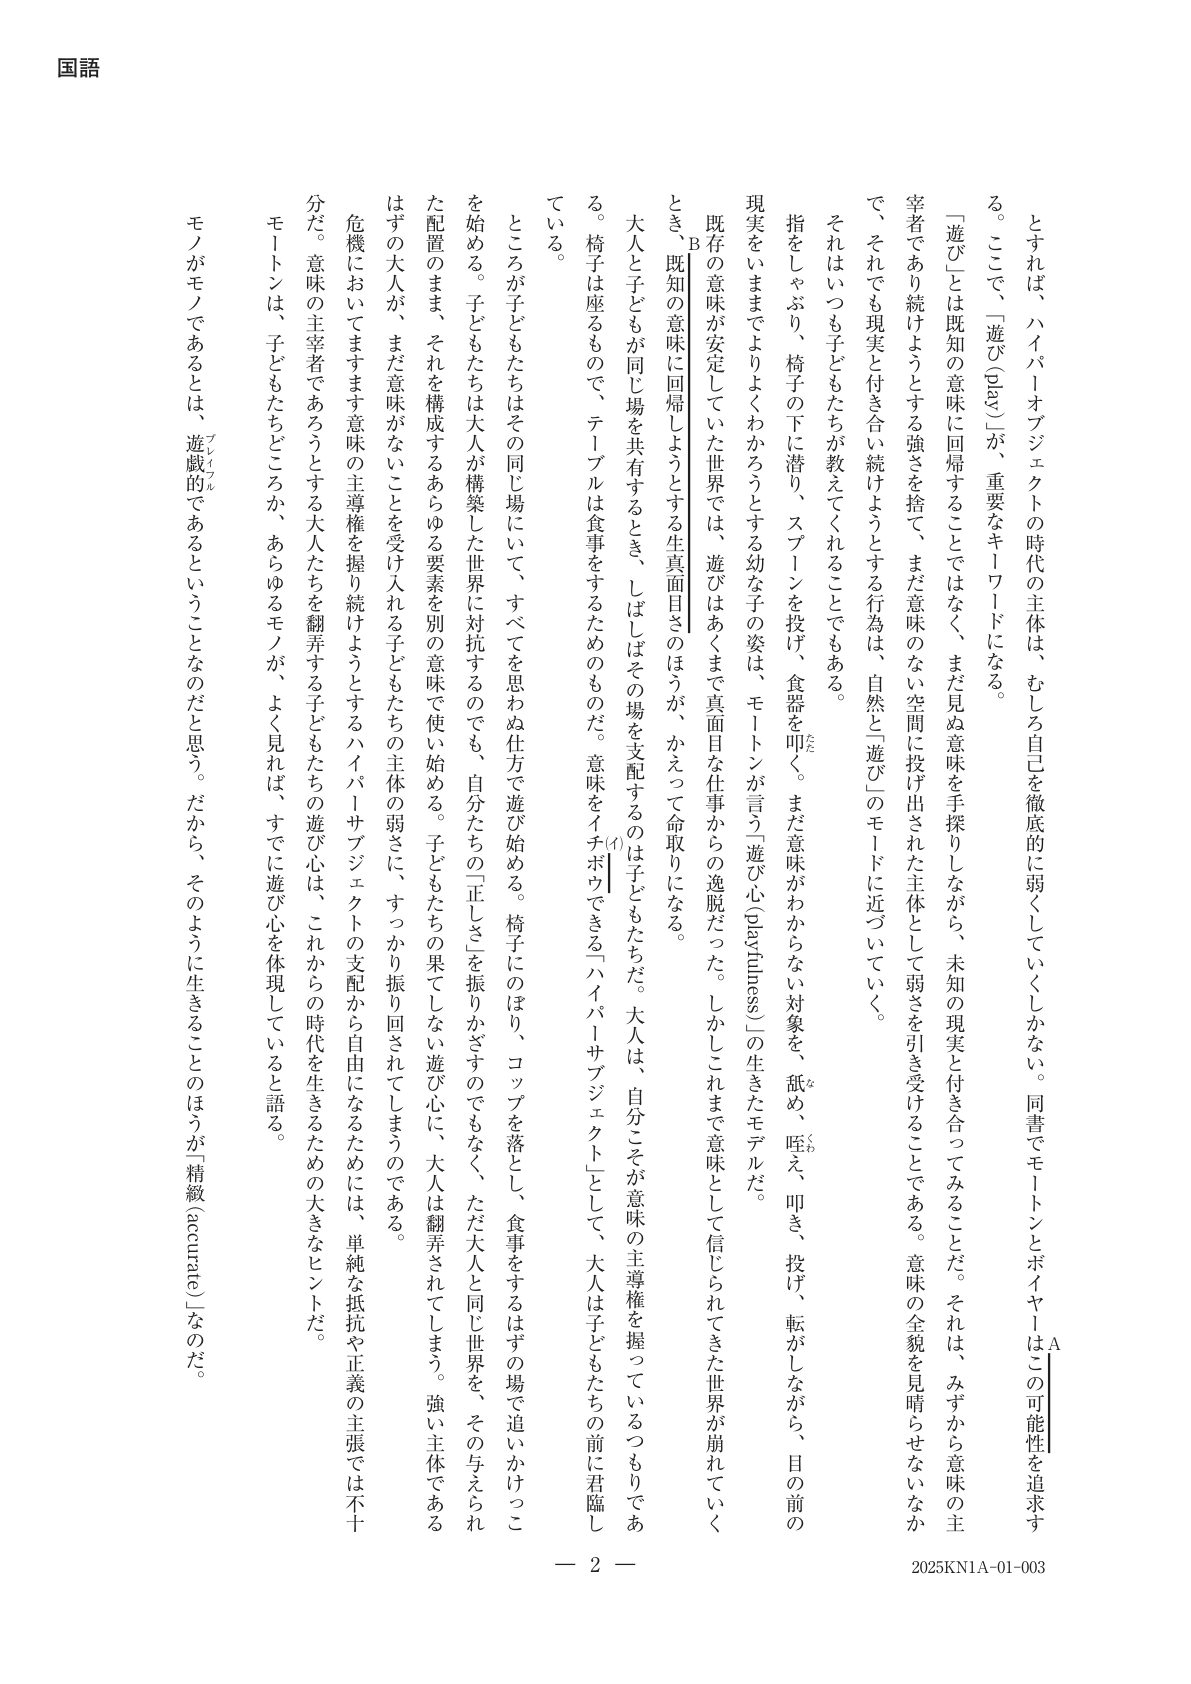 国語
とすれば、ハイパーオブジェクトの時代の主体は、むしろ自己を徹底的に弱くしていくしかない。同書でモートンとボイヤーはAこの可能性を追求す
る。ここで、「遊び(play)」が、重要なキーワードになる。
「遊び」とは既知の意味に回帰することではなく、まだ見ぬ意味を手探りしながら、未知の現実と付き合ってみることだ。それは、みずから意味の主
宰者であり続けようとする強さを捨て、まだ意味のない空間に投げ出された主体として弱さを引き受けることである。意味の全貌を見晴らせないなか
で、それでも現実と付き合い続けようとする行為は、自然と「遊び」のモードに近づいていく。
それはいつも子どもたちが教えてくれることでもある。
指をしゃぶり、椅子の下に潜り、スプーンを投げ、食器を叩(たた)く。まだ意味がわからない対象を、舐(な)め、咥(くわ)え、叩き、投げ、転がしながら、目の前の
現実をいままでよりよくわかろうとする幼な子の姿は、モートンが言う「遊び心(playfulness)」の生きたモデルだ。
既存の意味が安定していた世界では、遊びはあくまで真面目な仕事からの逸脱だった。しかしこれまで意味として信じられてきた世界が崩れていく
とき、B既知の意味に回帰しようとする生真面目さのほうが、かえって命取りになる。
大人と子どもが同じ場を共有するとき、しばしばその場を支配するのは子どもたちだ。大人は、自分こそが意味の主導権を握っているつもりであ
る。椅子は座るもので、テーブルは食事をするためのものだ。意味をイチ(イ)ボウできる「ハイパーサブジェクト」として、大人は子どもたちの前に君臨し
ている。
ところが子どもたちはその同じ場にいて、すべてを思わぬ仕方で遊び始める。椅子にのぼり、コップを落とし、食事をするはずの場で追いかけっこ
を始める。子どもたちは大人が構築した世界に対抗するのでも、自分たちの「正しさ」を振りかざすのでもなく、ただ大人と同じ世界を、その与えられ
た配置のまま、それを構成するあらゆる要素を別の意味で使い始める。子どもたちの果てしない遊び心に、大人は翻弄されてしまう。強い主体である
はずの大人が、まだ意味がないことを受け入れる子どもたちの主体の弱さに、すっかり振り回されてしまうのである。
危機においてますます意味の主導権を握り続けようとするハイパーサブジェクトの支配から自由になるためには、単純な抵抗や正義の主張では不十
分だ。意味の主宰者であろうとする大人たちを翻弄する子どもたちの遊び心は、これからの時代を生きるための大きなヒントだ。
モートンは、子どもたちどころか、あらゆるモノが、よく見れば、すでに遊び心を体現していると語る。
モノがモノであるとは、遊戯的(プレイフル)であるということなのだと思う。だから、そのように生きることのほうが「精緻(accurate)」なのだ。
— 2 —
2025KN1A-01-003